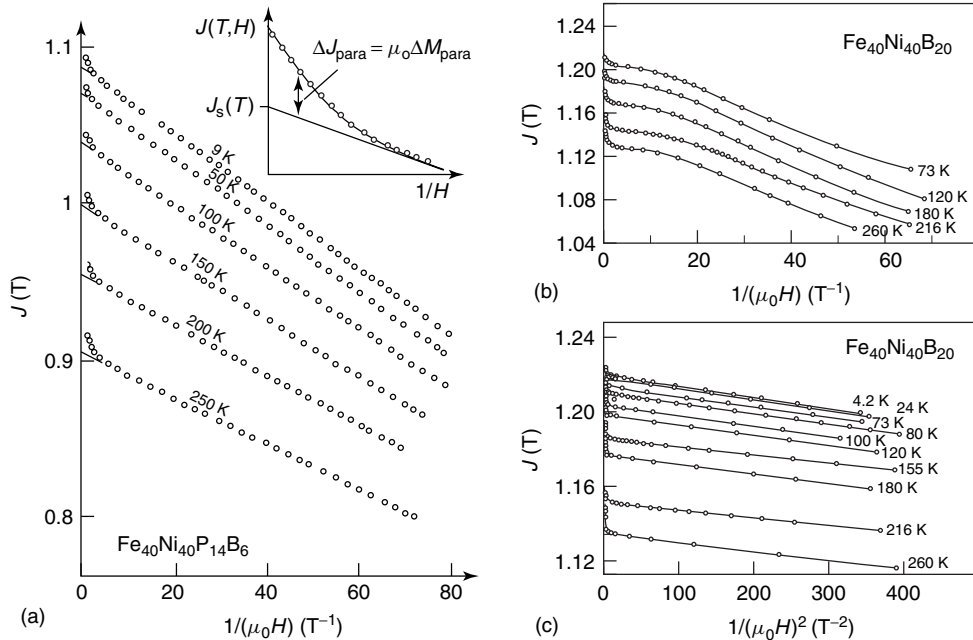 J(T,H)
ΔJpara = μoΔMpara
Js(T)
1/H
J (T)
1.1
1
0.9
0.8
9 K
50 K
100 K
150 K
200 K
250 K
Fe40Ni40P14B6
0 20 40 60 80
(a)
1/(μ0H) (T−1)
Fe40Ni40B20
J (T)
1.24
1.20
1.16
1.12
1.08
1.04
73 K
120 K
180 K
216 K
260 K
0 20 40 60
(b)
1/(μ0H) (T−1)
Fe40Ni40B20
J (T)
1.24
1.20
1.16
1.12
4.2 K
24 K
73 K
80 K
100 K
120 K
155 K
180 K
216 K
260 K
0 100 200 300 400
(c)
1/(μ0H)2 (T−2)